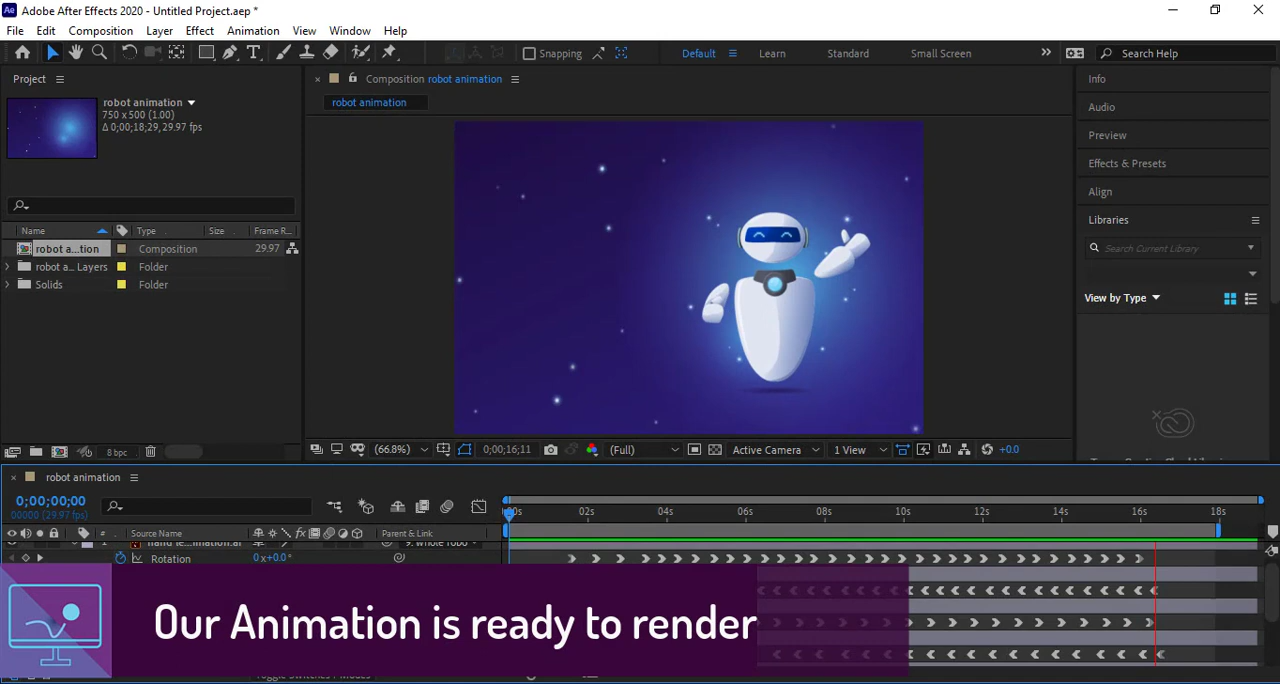 Adobe After Effects 2020 - Untitled Project.aep *
File Edit Composition Layer Effect Animation View Window Help
Snapping Default Learn Standard Small Screen Search Help
Project
robot animation
750 x 500 (1.00)
Δ 0;00;18;29, 29.97 fps
Name Type Size Frame R...
robot a...tion Composition 29.97
robot a... Layers Folder
Solids Folder
8 bpc
Composition robot animation
robot animation
(66.8%) 0;00;16;11 (Full) Active Camera 1 View +0.0
Info
Audio
Preview
Effects & Presets
Align
Libraries
Search Current Library
View by Type
robot animation
0;00;00;00
00000 (29.97 fps)
# Source Name Parent & Link
:00s 02s 04s 06s 08s 10s 12s 14s 16s 18s
Rotation 0x+0.0°
Our Animation is ready to render